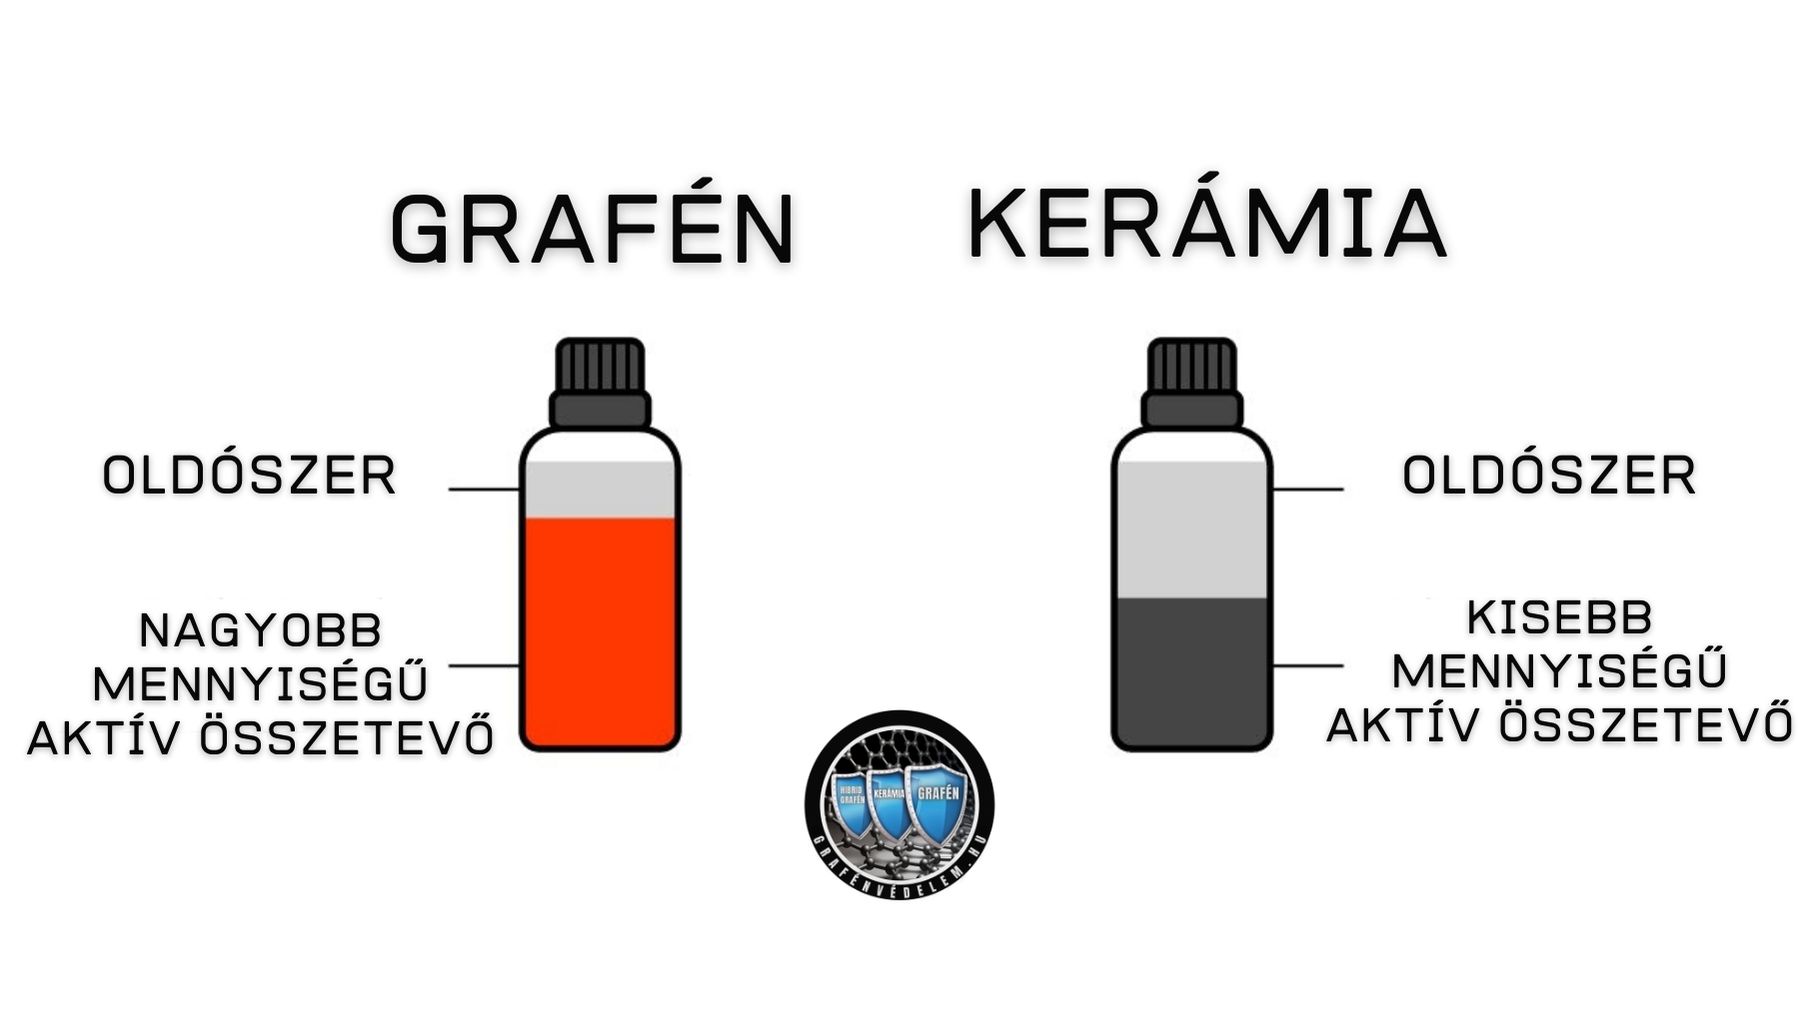 GRAFÉN
KERÁMIA
OLDÓSZER
NAGYOBB
MENNYISÉGŰ
AKTÍV ÖSSZETEVŐ
OLDÓSZER
KISEBB
MENNYISÉGŰ
AKTÍV ÖSSZETEVŐ
HIBRID
GRAFÉN
KERÁMIA
GRAFÉN
GRAFÉNVÉDELEM.HU